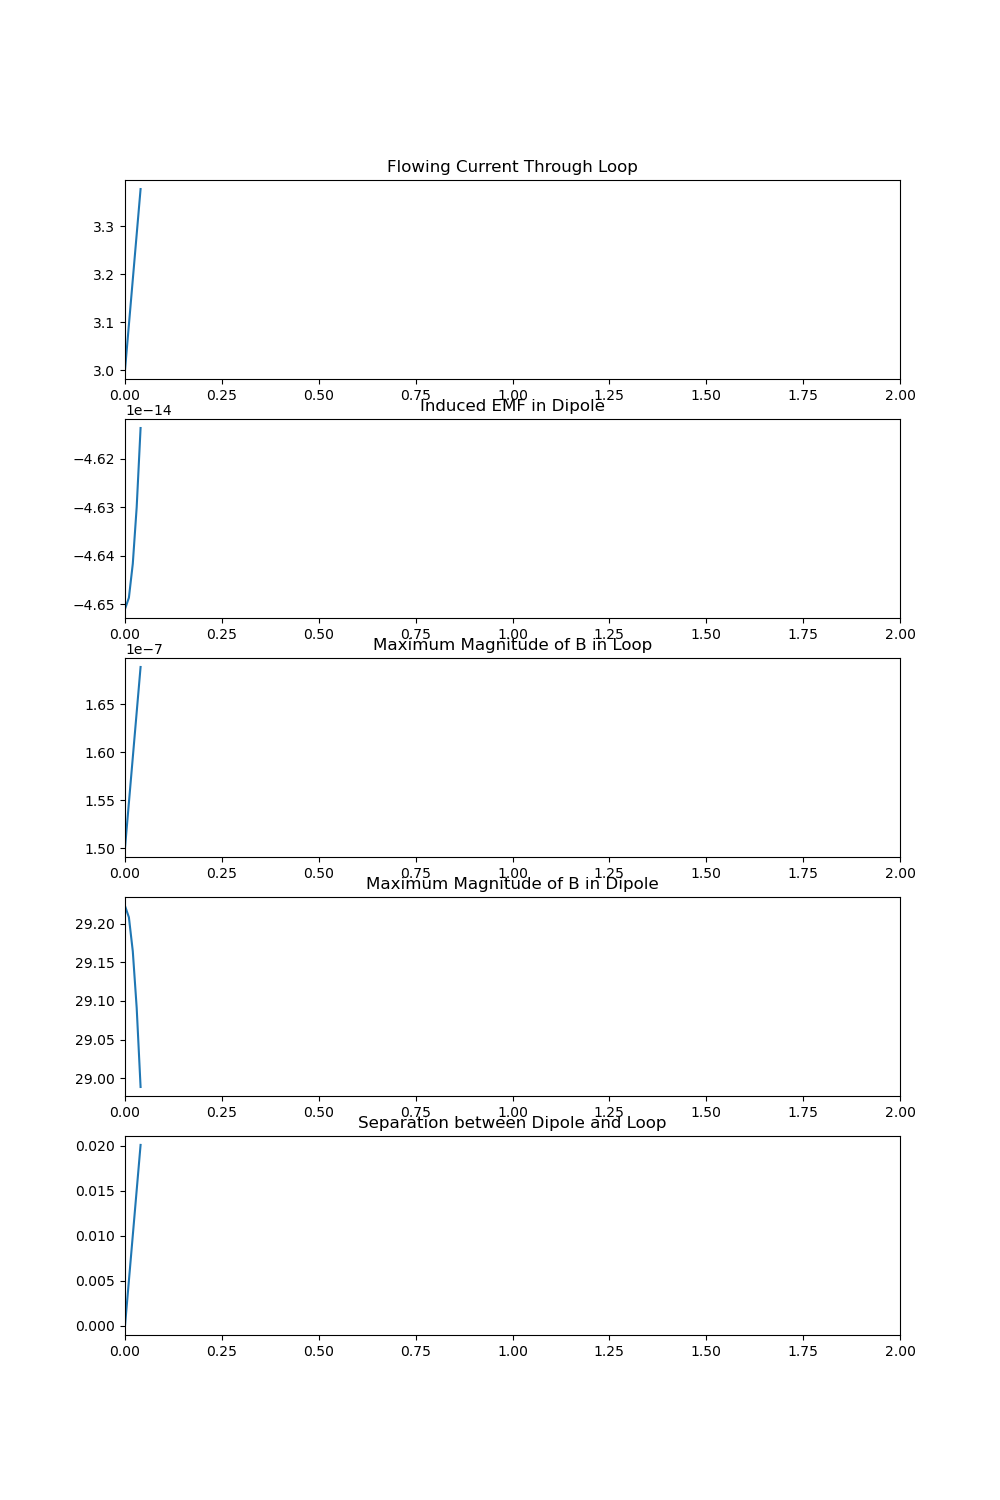 Flowing Current Through Loop
3.3
3.2
3.1
3.0
0.00 0.25 0.50 0.75 1.00 1.25 1.50 1.75 2.00
Induced EMF in Dipole
1e−14
−4.62
−4.63
−4.64
−4.65
0.00 0.25 0.50 0.75 1.00 1.25 1.50 1.75 2.00
Maximum Magnitude of B in Loop
1e−7
1.65
1.60
1.55
1.50
0.00 0.25 0.50 0.75 1.00 1.25 1.50 1.75 2.00
Maximum Magnitude of B in Dipole
29.20
29.15
29.10
29.05
29.00
0.00 0.25 0.50 0.75 1.00 1.25 1.50 1.75 2.00
Separation between Dipole and Loop
0.020
0.015
0.010
0.005
0.000
0.00 0.25 0.50 0.75 1.00 1.25 1.50 1.75 2.00